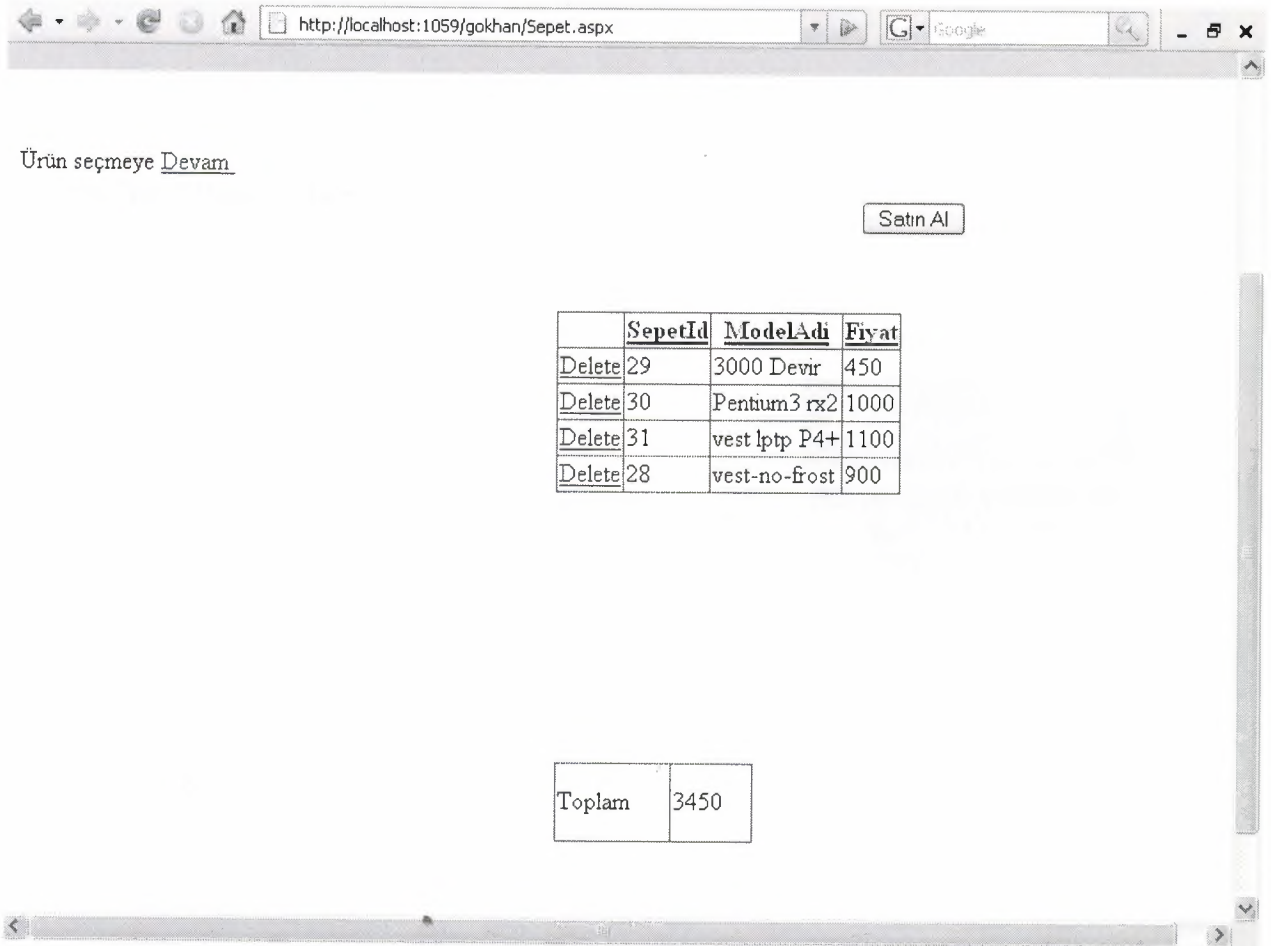 http://localhost:1059/gokhan/Sepet.aspx
G Google
Ürün seçmeye Devam
Satın Al
SepetId ModelAdi Fiyat
Delete 29 3000 Devir 450
Delete 30 Pentium3 rx2 1000
Delete 31 vest lptp P4+ 1100
Delete 28 vest-no-frost 900
Toplam 3450